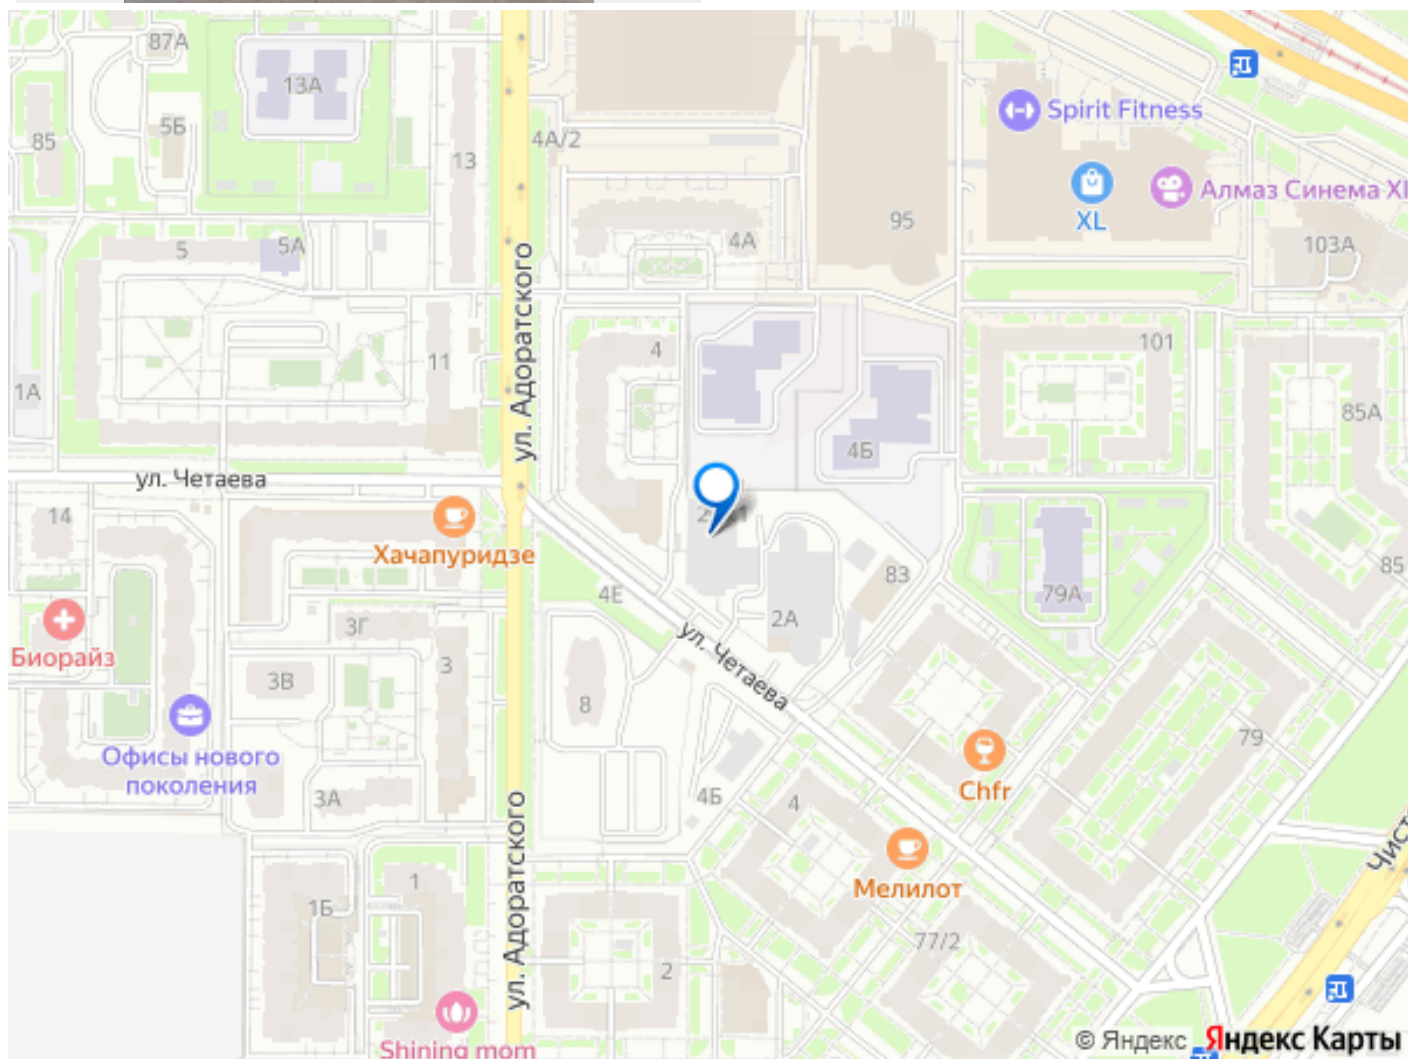 87А
13А
5Б
85
13
4А/2
Spirit Fitness
Алмаз Синема XL
XL
95
103А
4А
5
5А
ул. Адоратского
4
101
11
1А
85А
4Б
ул. Четаева
14
Хачапуридзе
83
85
79А
4Е
2А
3Г
3
Биорайз
ул. Четаева
3В
8
Офисы нового
поколения
79
Chfr
3А
4Б
4
ул. Адоратского
Мелилот
1
1Б
77/2
2
Shining mom
© Яндекс Яндекс Карты